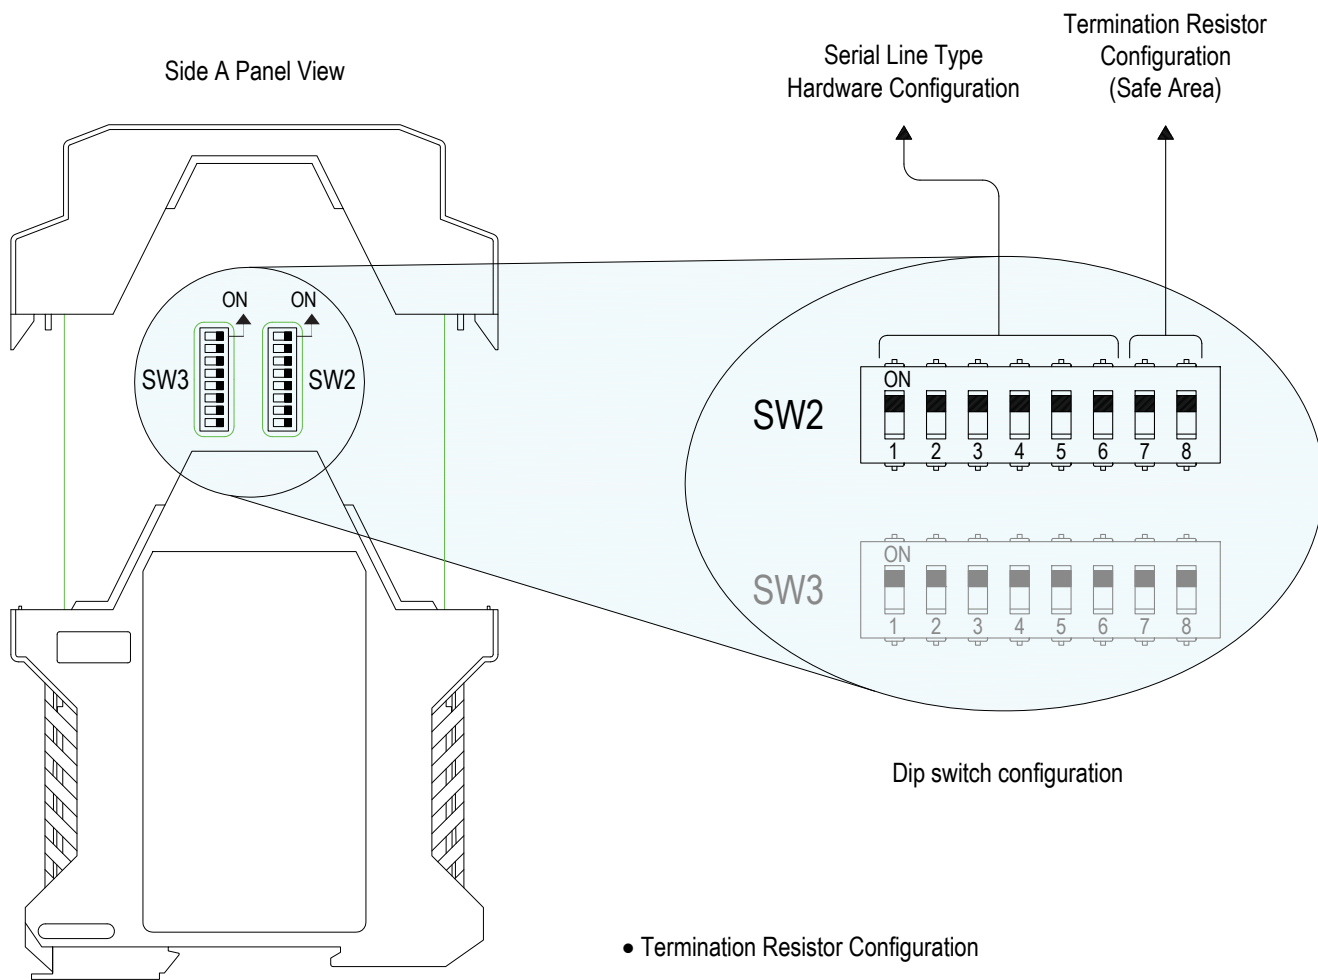 Side A Panel View
Serial Line Type
Hardware Configuration
Termination Resistor
Configuration
(Safe Area)
ON
ON
SW3
SW2
SW2
ON
1 2 3 4 5 6 7 8
SW3
ON
1 2 3 4 5 6 7 8
Dip switch configuration
• Termination Resistor Configuration